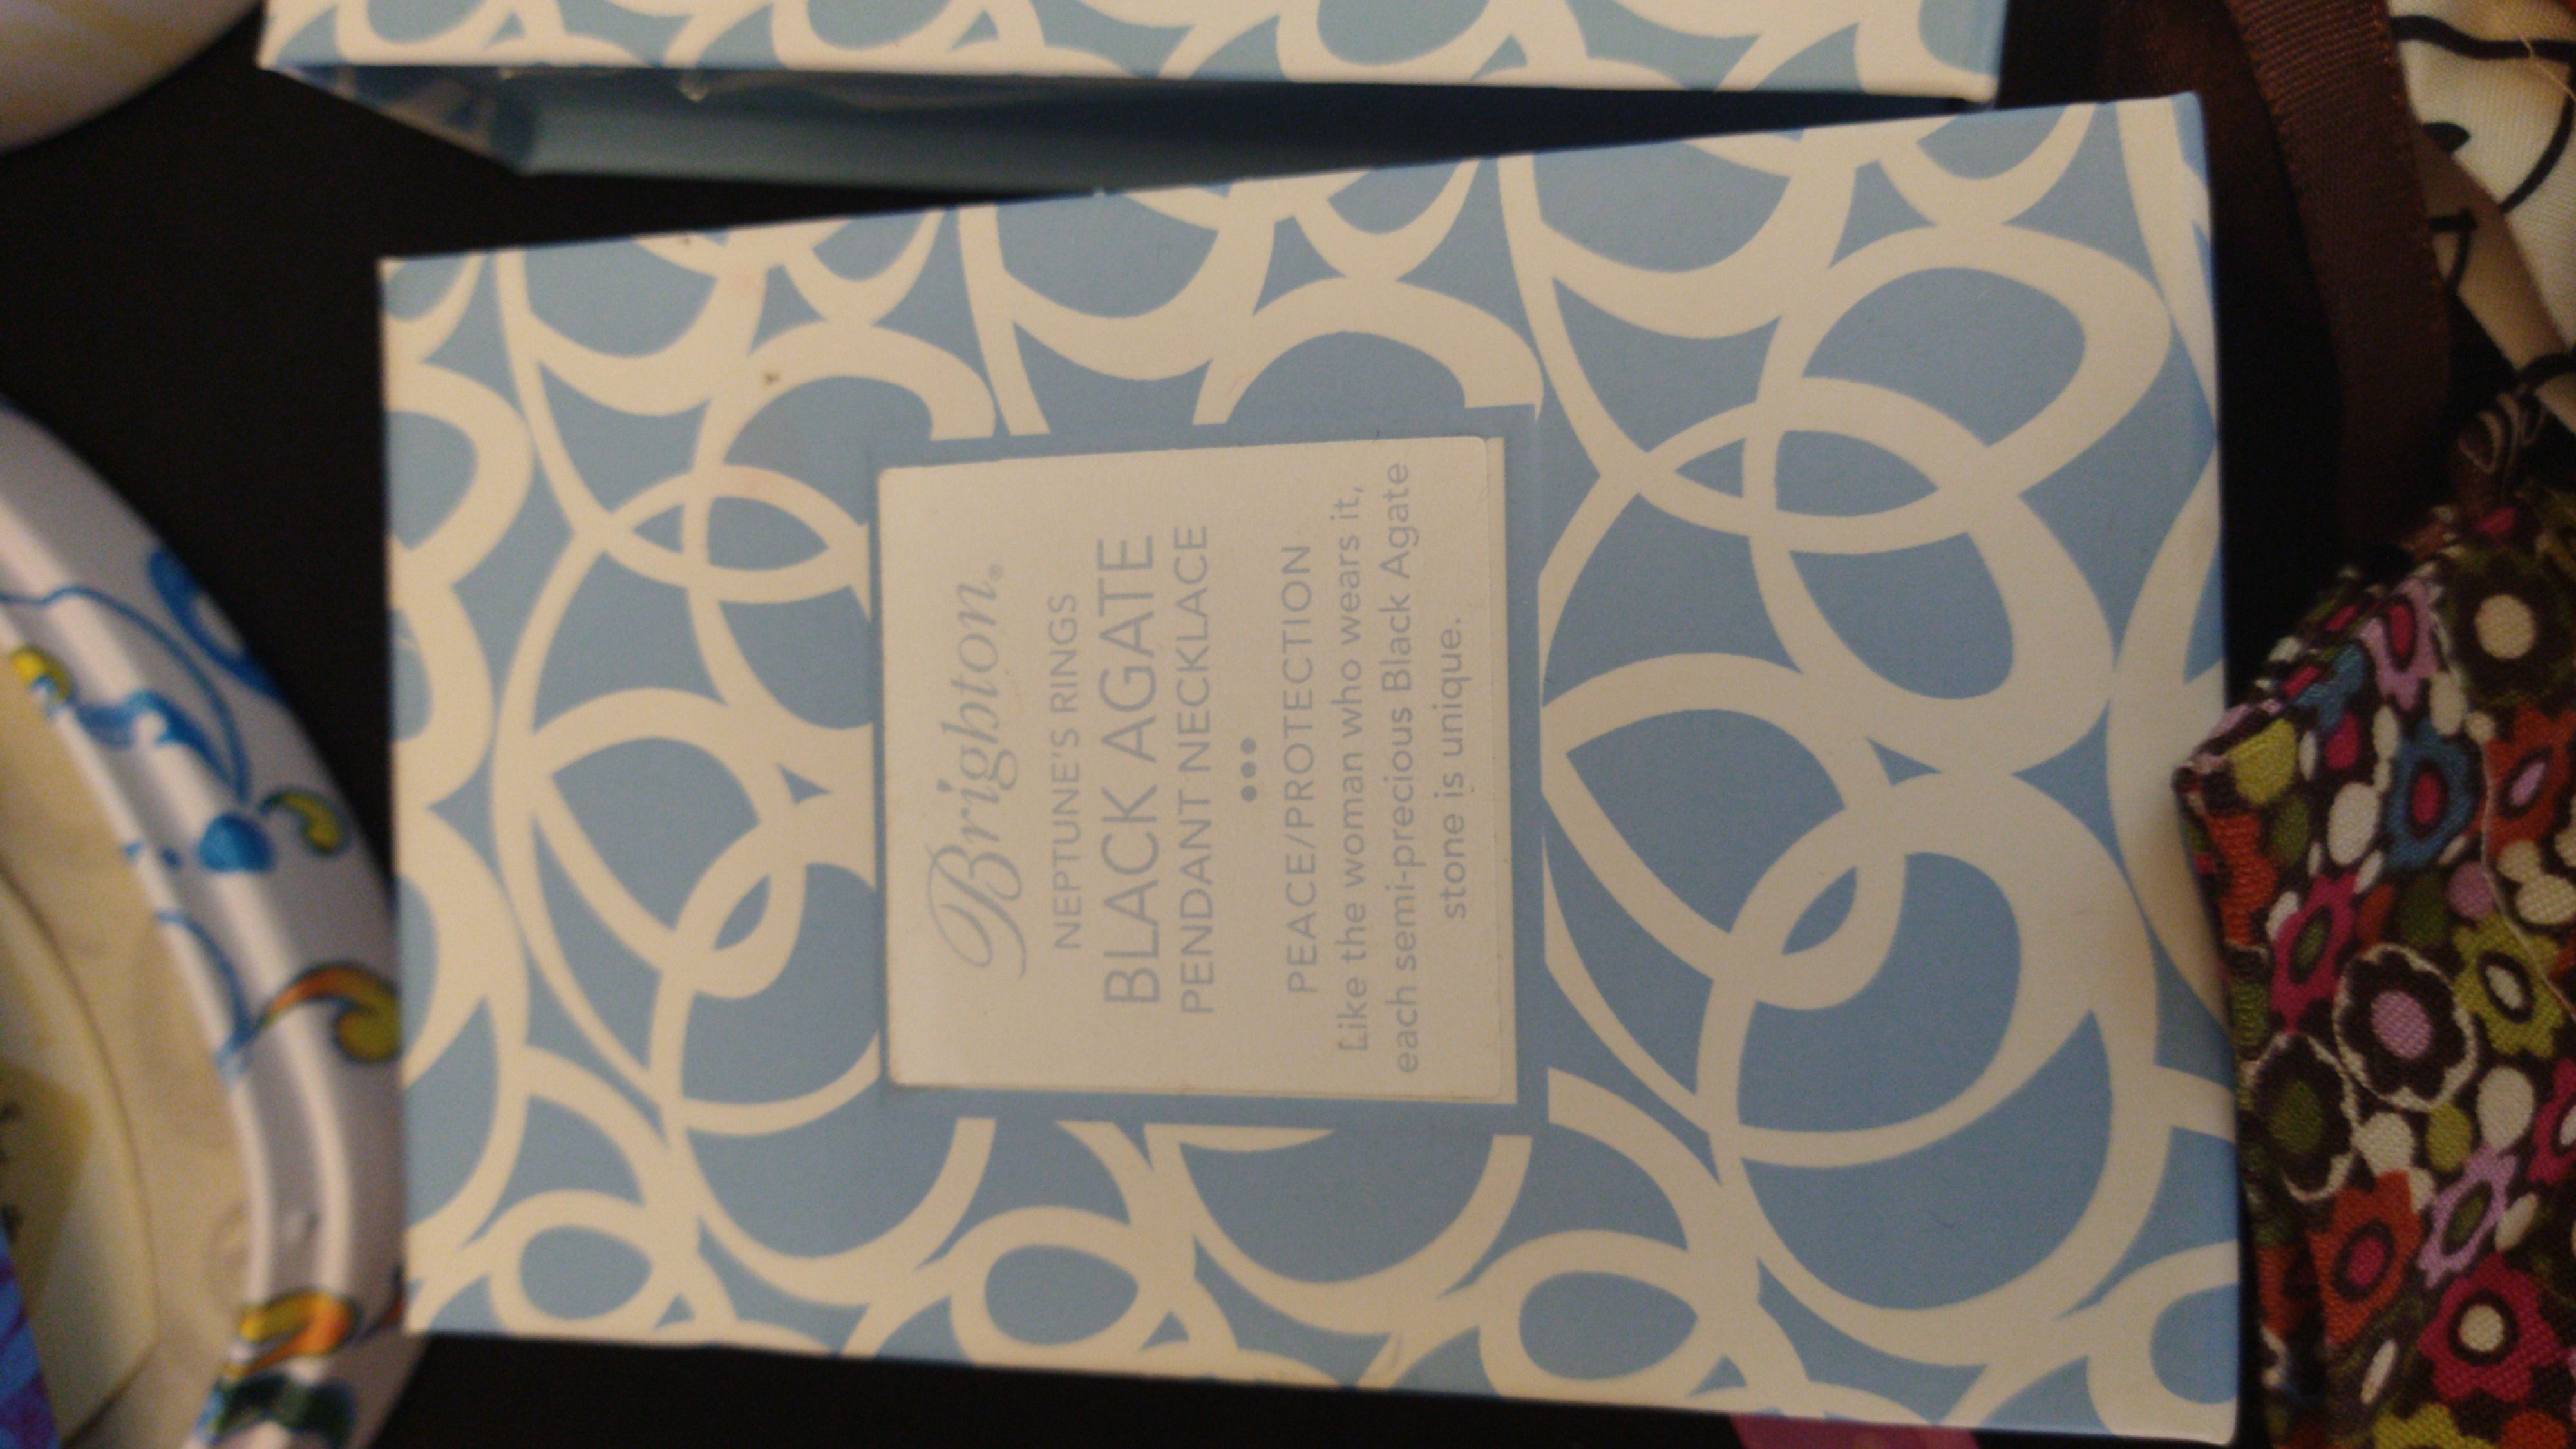 Brighton®
NEPTUNE'S RINGS
BLACK AGATE
PENDANT NECKLACE
••••
PEACE/PROTECTION
Like the woman who wears it,
each semi-precious Black Agate
stone is unique.